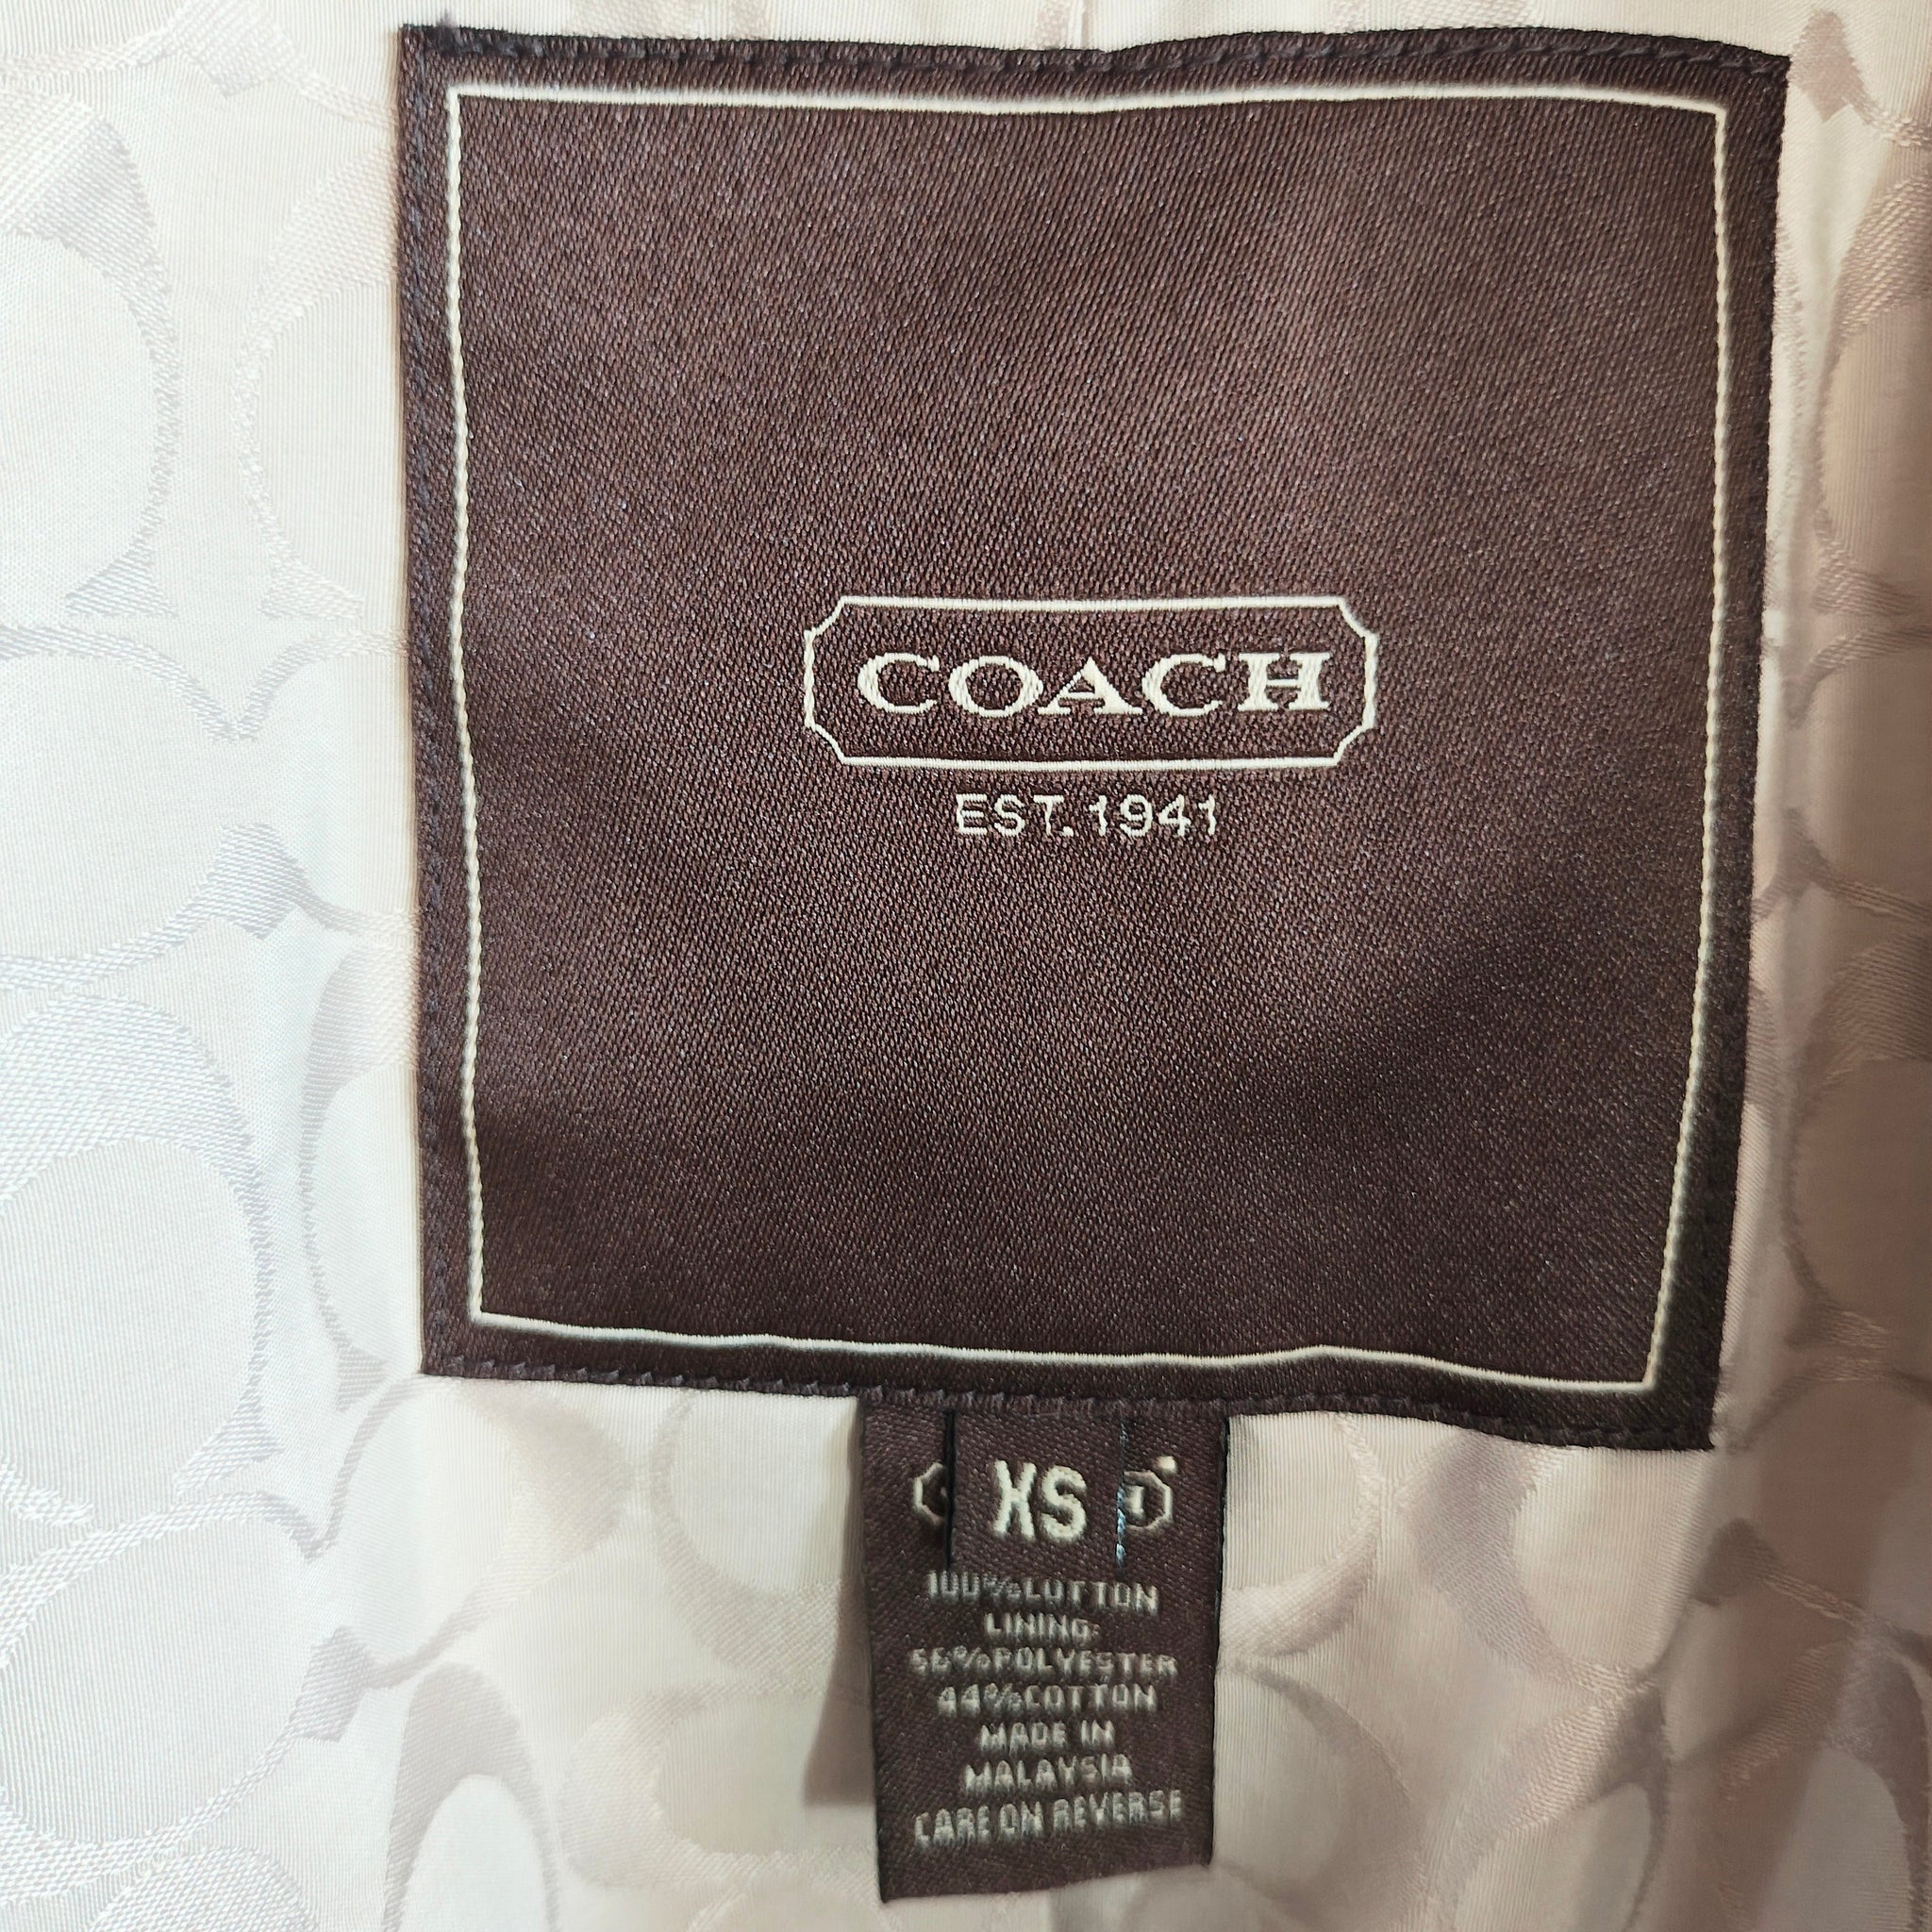 COACH
EST. 1941
XS
100% COTTON
LINING:
56% POLYESTER
44% COTTON
MADE IN
MALAYSIA
CARE ON REVERSE